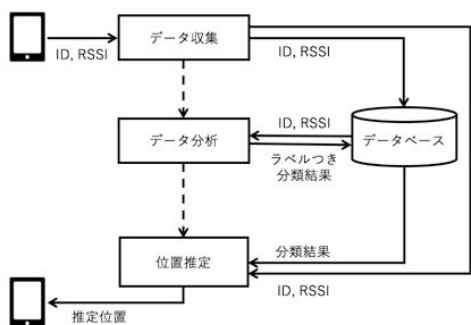 データ収集
ID, RSSI
ID, RSSI
ID, RSSI
データ分析
データベース
ラベルつき
分類結果
位置推定
分類結果
ID, RSSI
推定位置